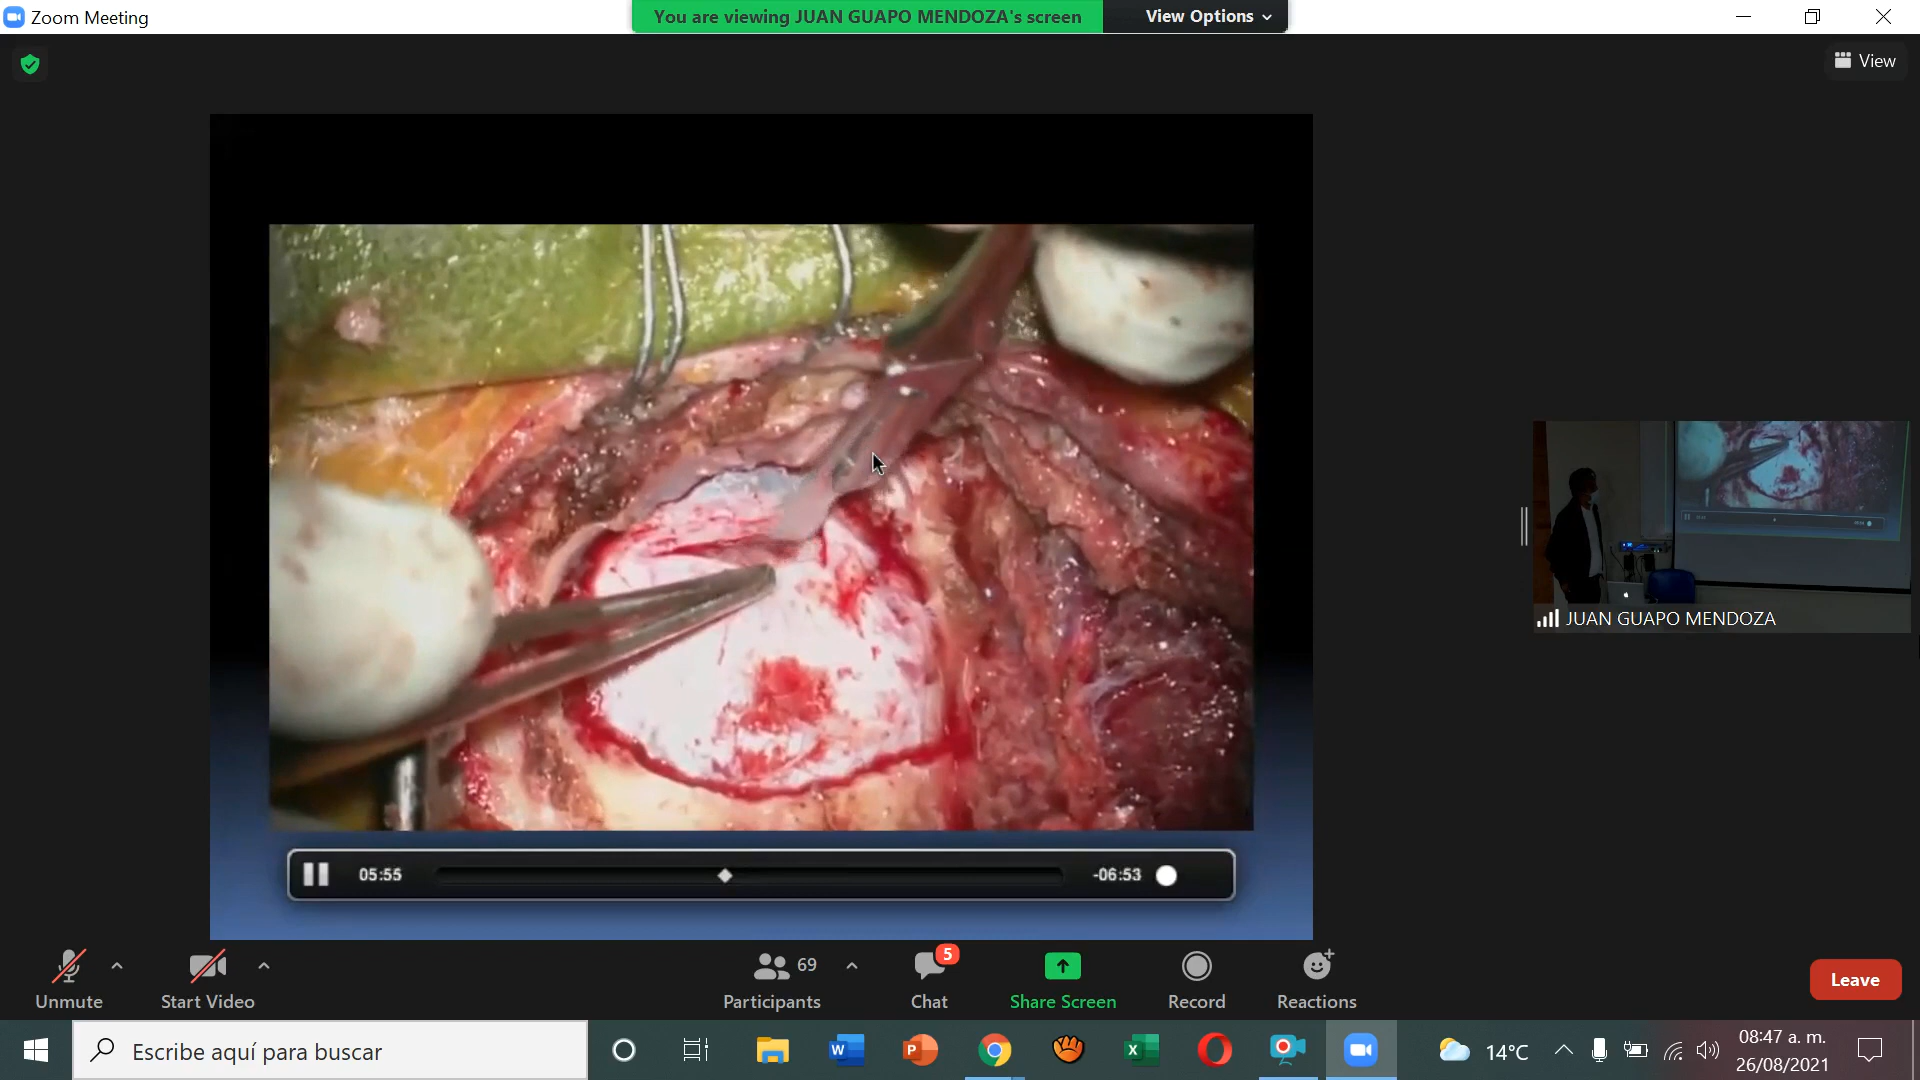 Zoom Meeting
You are viewing JUAN GUAPO MENDOZA's screen
View Options
View
05:55
-06:53
JUAN GUAPO MENDOZA
Unmute
Start Video
69
Participants
5
Chat
Share Screen
Record
Reactions
Leave
Escribe aquí para buscar
W
P
X
14°C
08:47 a. m.
26/08/2021